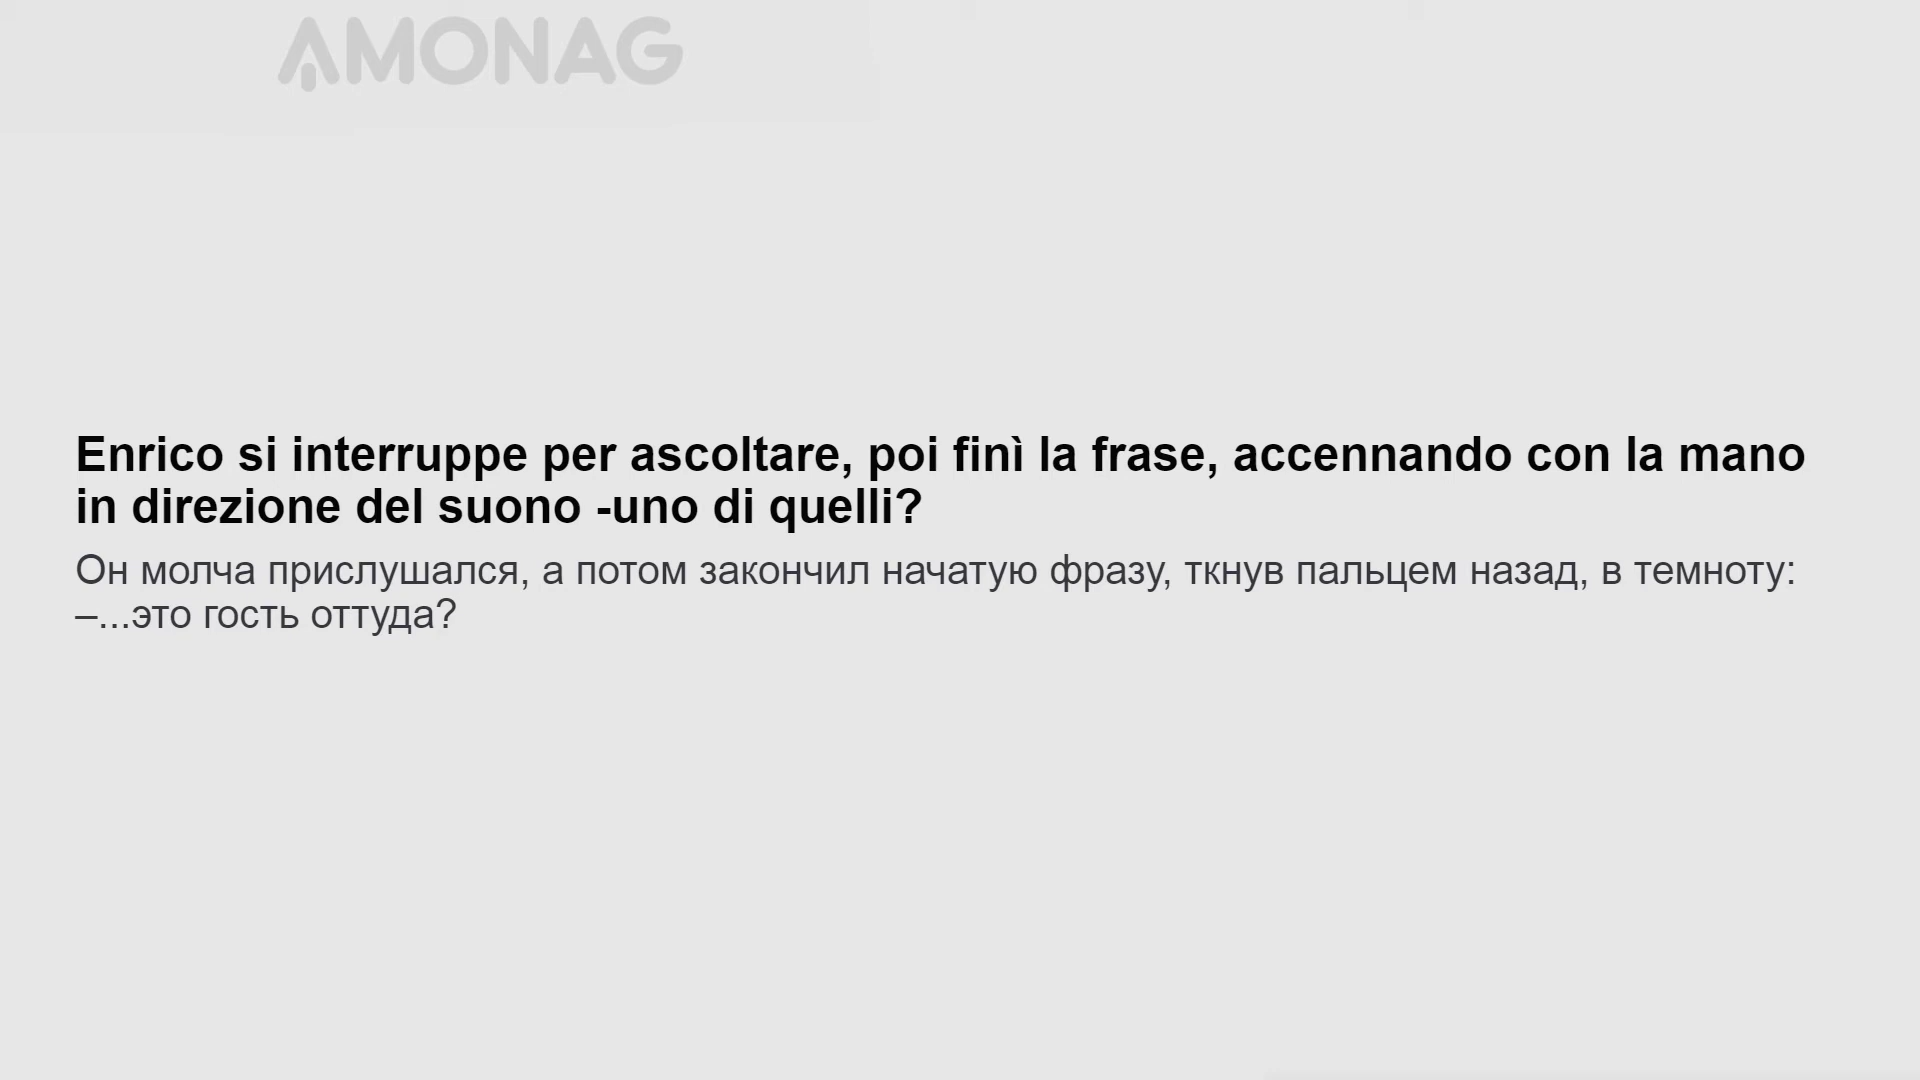 AMONAG
Enrico si interruppe per ascoltare, poi finì la frase, accennando con la mano
in direzione del suono -uno di quelli?
Он молча прислушался, а потом закончил начатую фразу, ткнув пальцем назад, в темноту:
–...это гость оттуда?